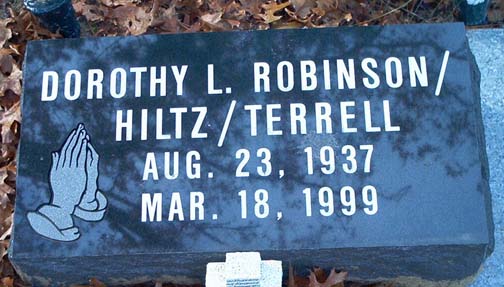 DOROTHY L. ROBINSON/
HILTZ/TERRELL
AUG. 23, 1937
MAR. 18, 1999